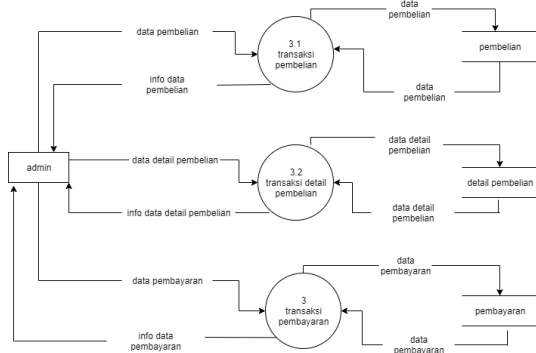 data
pembelian
data pembelian
3.1
transaksi
pembelian
pembelian
info data
pembelian
data
pembelian
admin
data detail pembelian
3.2
transaksi detail
pembelian
data detail
pembelian
detail pembelian
info data detail pembelian
data detail
pembelian
data
pembayaran
data pembayaran
3
transaksi
pembayaran
pembayaran
info data
pembayaran
data
pembayaran